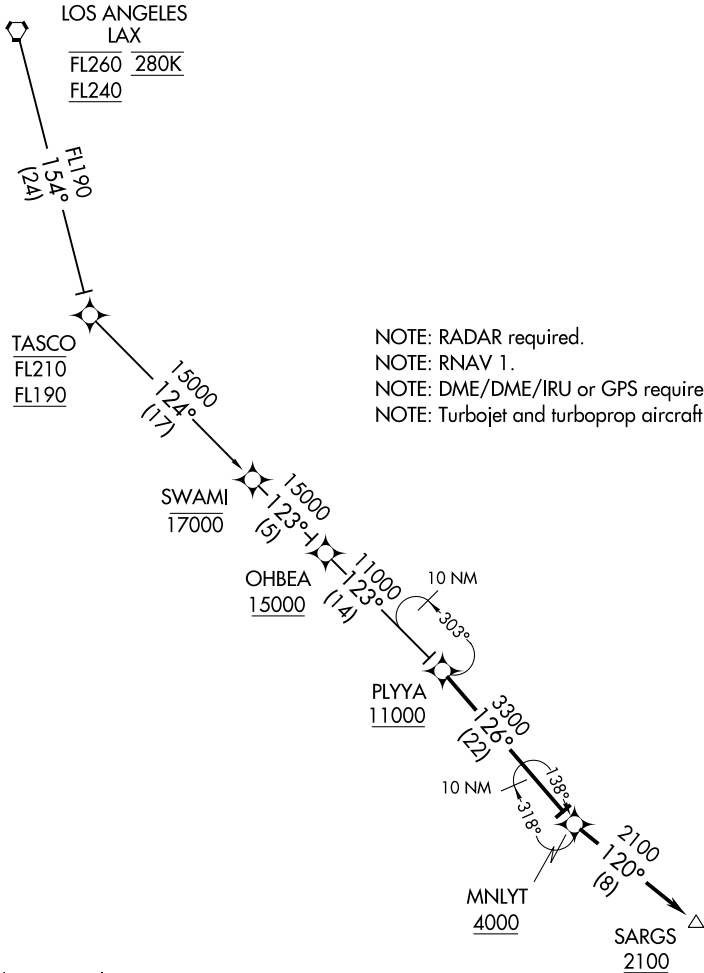 LOS ANGELES
LAX
FL260 280K
FL240
FL190
154°
(24)
TASCO
FL210
FL190
NOTE: RADAR required.
NOTE: RNAV 1.
NOTE: DME/DME/IRU or GPS require
NOTE: Turbojet and turboprop aircraft
15000
124°
(17)
SWAMI
17000
15000
123°
(5)
OHBEA
15000
11000
123°
(14)
10 NM
303°
PLYYA
11000
3300
126°
(22)
10 NM
138°
318°
MNLYT
4000
2100
120°
(8)
SARGS
2100